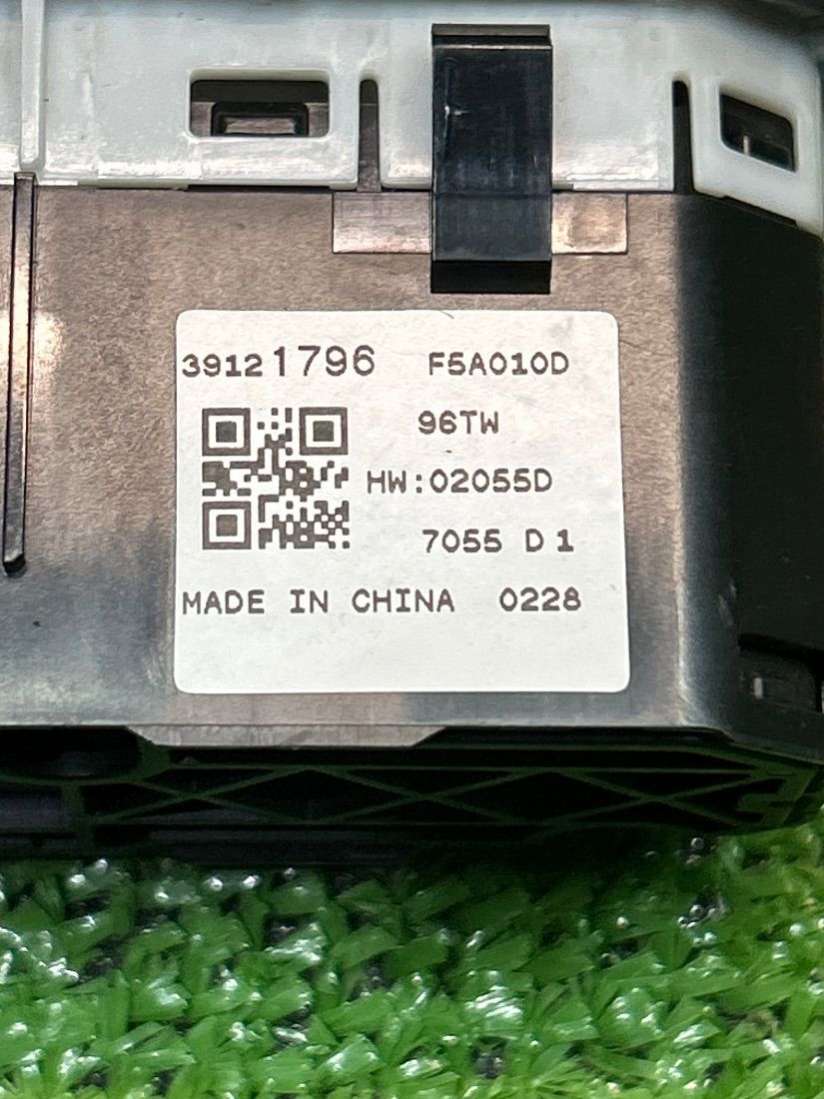 39121796 F5A010D
96TW
HW:02055D
7055 D1
MADE IN CHINA 0228